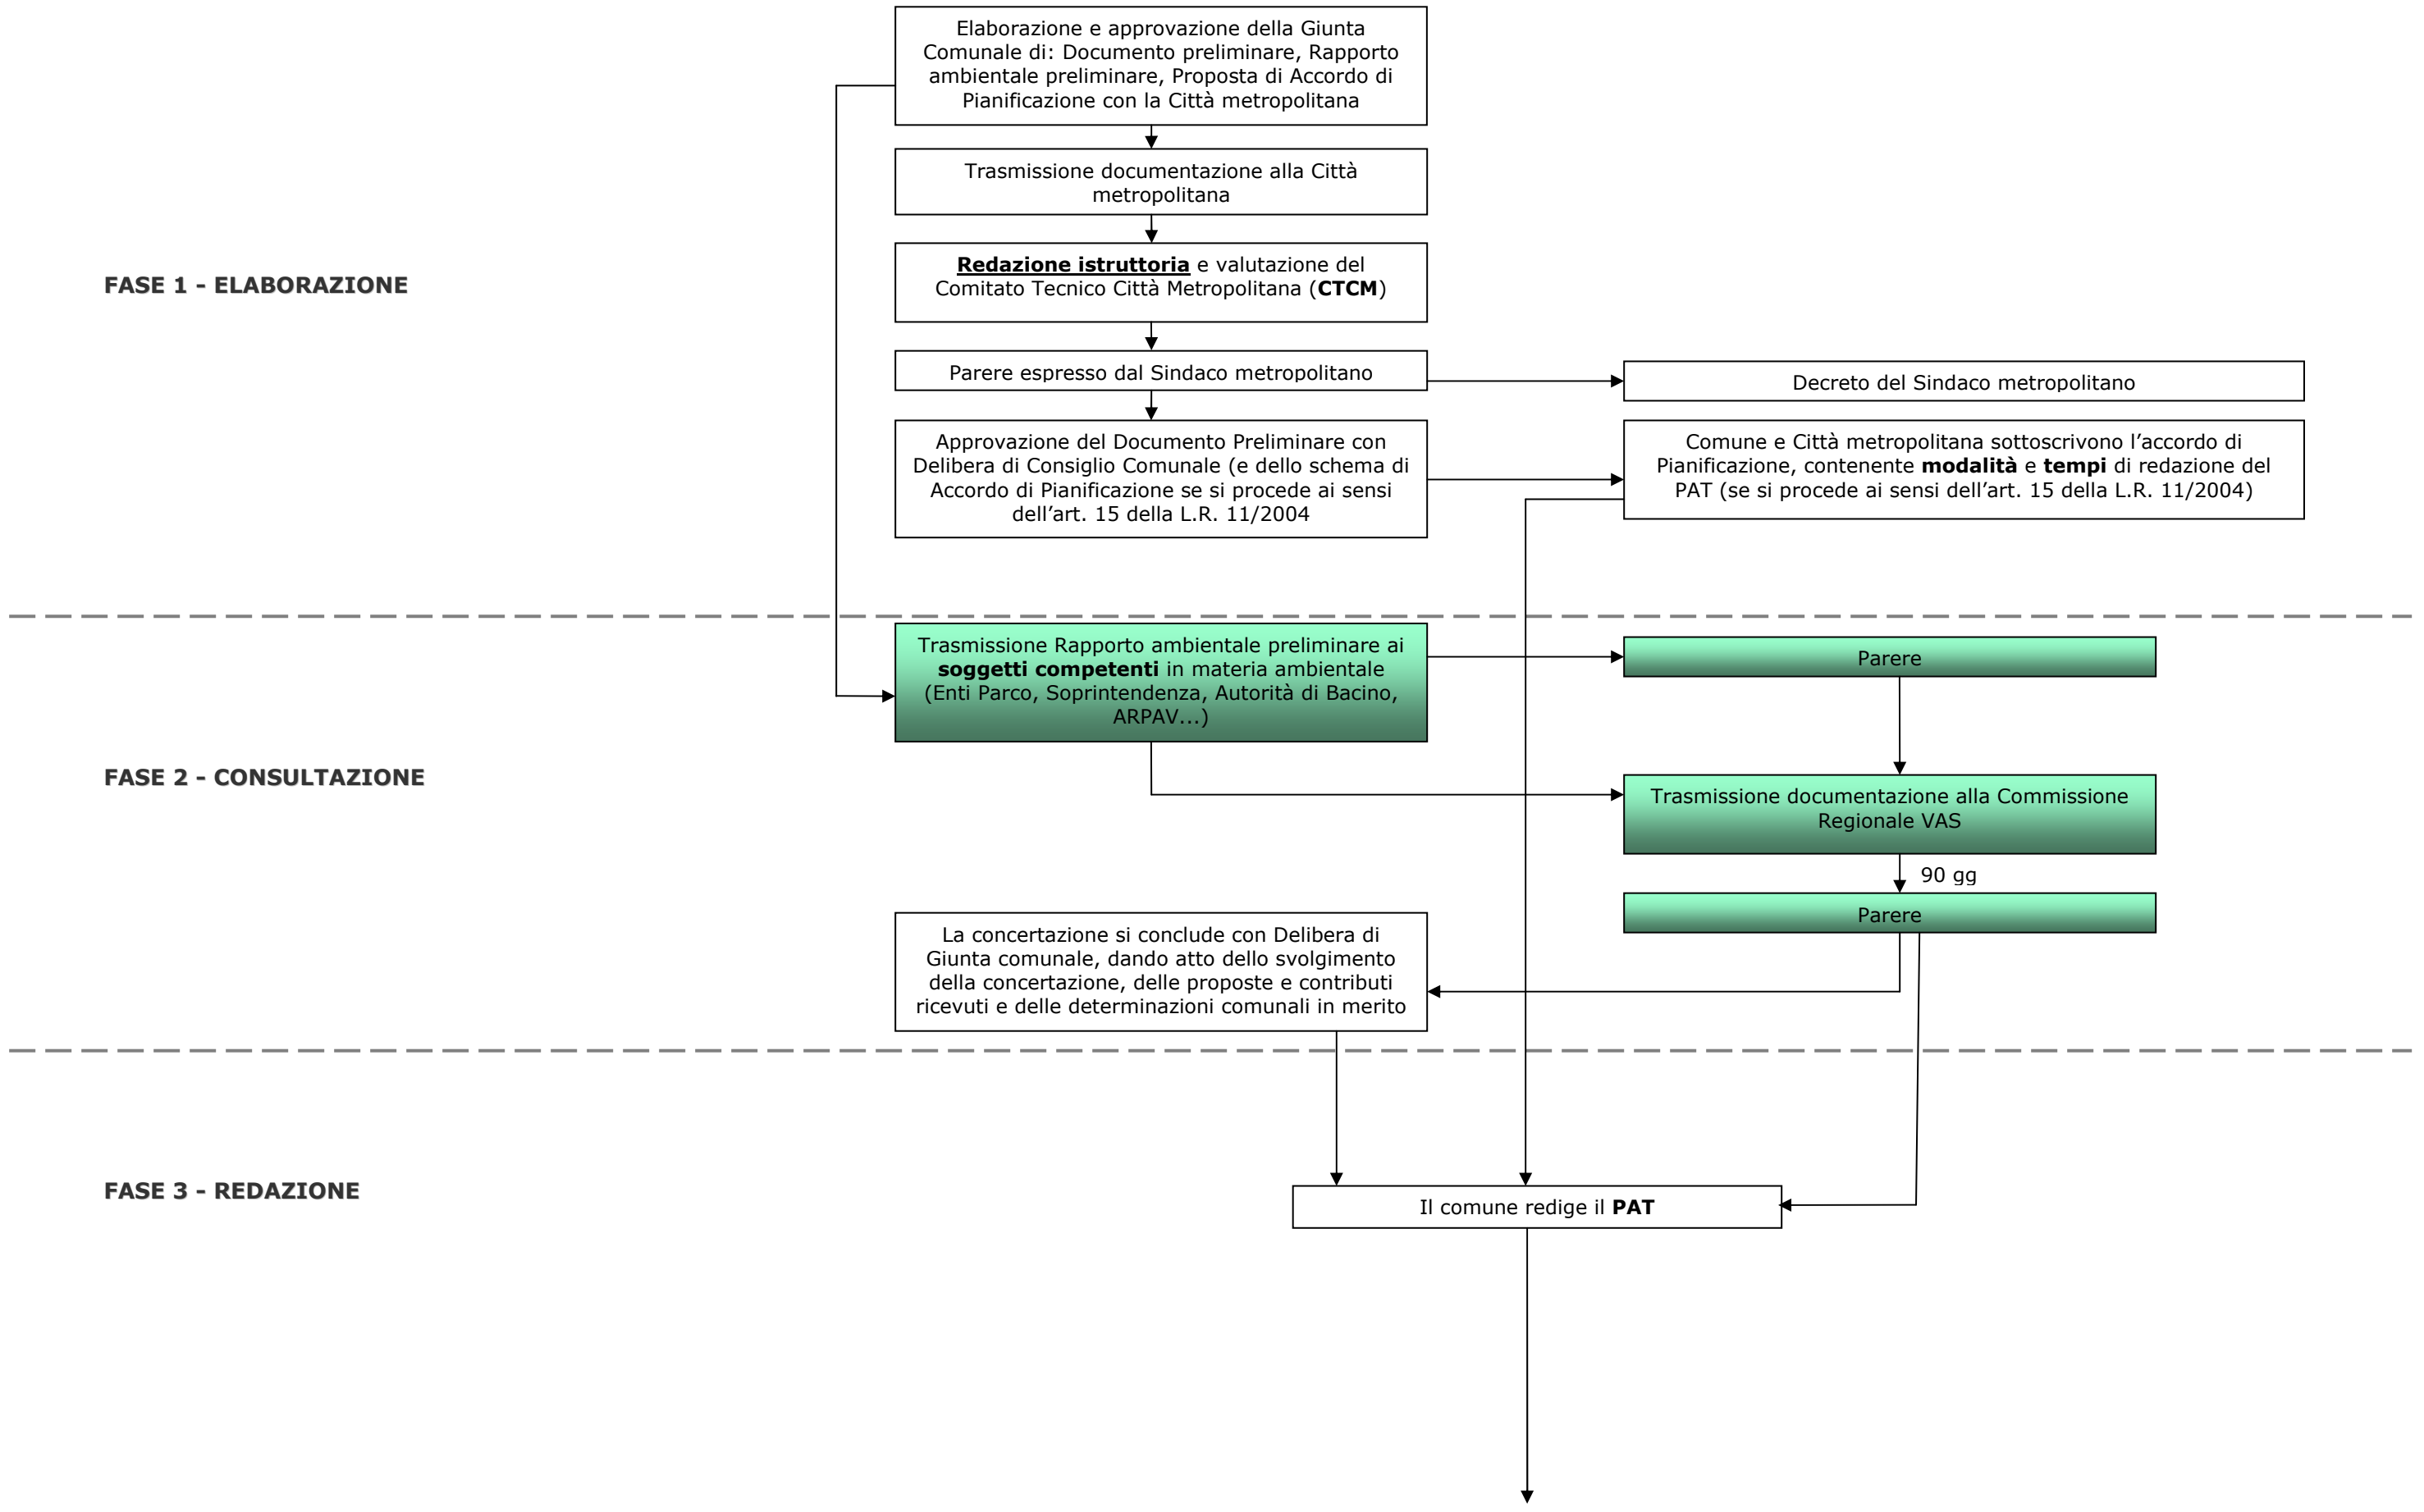 Elaborazione e approvazione della Giunta
Comunale di: Documento preliminare, Rapporto
ambientale preliminare, Proposta di Accordo di
Pianificazione con la Città metropolitana
Trasmissione documentazione alla Città
metropolitana
FASE 1 - ELABORAZIONE
Redazione istruttoria e valutazione del
Comitato Tecnico Città Metropolitana (CTCM)
Parere espresso dal Sindaco metropolitano
Decreto del Sindaco metropolitano
Approvazione del Documento Preliminare con
Delibera di Consiglio Comunale (e dello schema di
Accordo di Pianificazione se si procede ai sensi
dell’art. 15 della L.R. 11/2004
Comune e Città metropolitana sottoscrivono l’accordo di
Pianificazione, contenente modalità e tempi di redazione del
PAT (se si procede ai sensi dell’art. 15 della L.R. 11/2004)
Trasmissione Rapporto ambientale preliminare ai
soggetti competenti in materia ambientale
(Enti Parco, Soprintendenza, Autorità di Bacino,
ARPAV...)
Parere
FASE 2 - CONSULTAZIONE
Trasmissione documentazione alla Commissione
Regionale VAS
90 gg
Parere
La concertazione si conclude con Delibera di
Giunta comunale, dando atto dello svolgimento
della concertazione, delle proposte e contributi
ricevuti e delle determinazioni comunali in merito
FASE 3 - REDAZIONE
Il comune redige il PAT